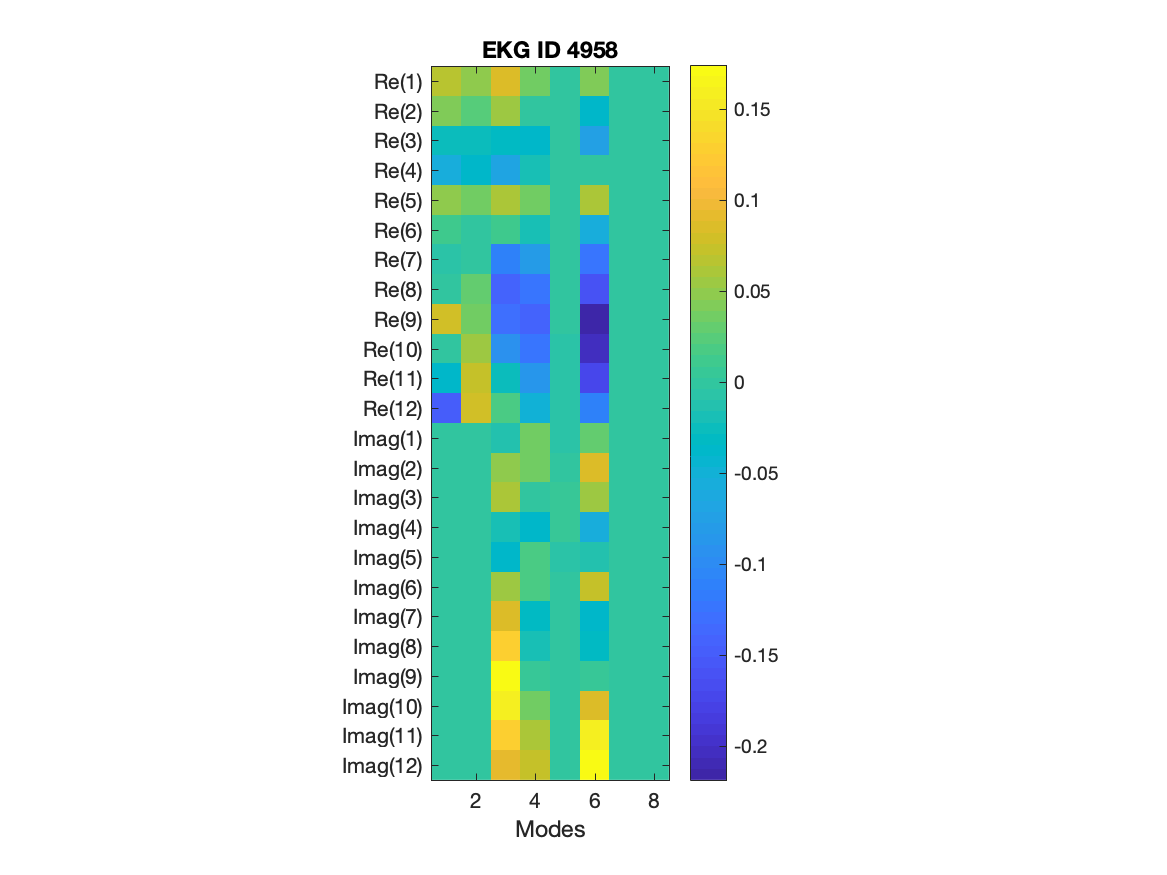 EKG ID 4958
Re(1)
Re(2)
Re(3)
Re(4)
Re(5)
Re(6)
Re(7)
Re(8)
Re(9)
Re(10)
Re(11)
Re(12)
Imag(1)
Imag(2)
Imag(3)
Imag(4)
Imag(5)
Imag(6)
Imag(7)
Imag(8)
Imag(9)
Imag(10)
Imag(11)
Imag(12)
2 4 6 8
Modes
0.15
0.1
0.05
0
-0.05
-0.1
-0.15
-0.2